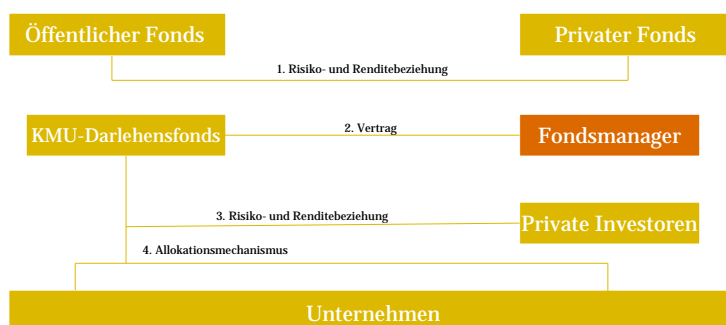 Öffentlicher Fonds
Privater Fonds
1. Risiko- und Renditebeziehung
KMU-Darlehensfonds
2. Vertrag
Fondsmanager
3. Risiko- und Renditebeziehung
Private Investoren
4. Allokationsmechanismus
Unternehmen